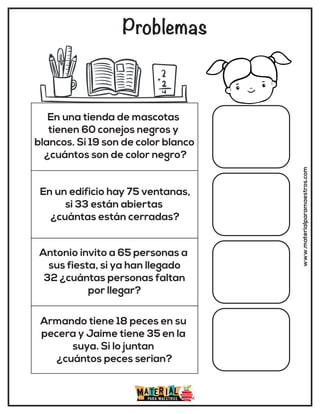 Problemas
2
+ 2
4
En una tienda de mascotas
tienen 60 conejos negros y
blancos. Si 19 son de color blanco
¿cuántos son de color negro?
En un edificio hay 75 ventanas,
si 33 están abiertas
¿cuántas están cerradas?
Antonio invito a 65 personas a
sus fiesta, si ya han llegado
32 ¿cuántas personas faltan
por llegar?
Armando tiene 18 peces en su
pecera y Jaime tiene 35 en la
suya. Si lo juntan
¿cuántos peces serian?
www.materialparamaestros.com
MATERIAL
PARA MAESTROS